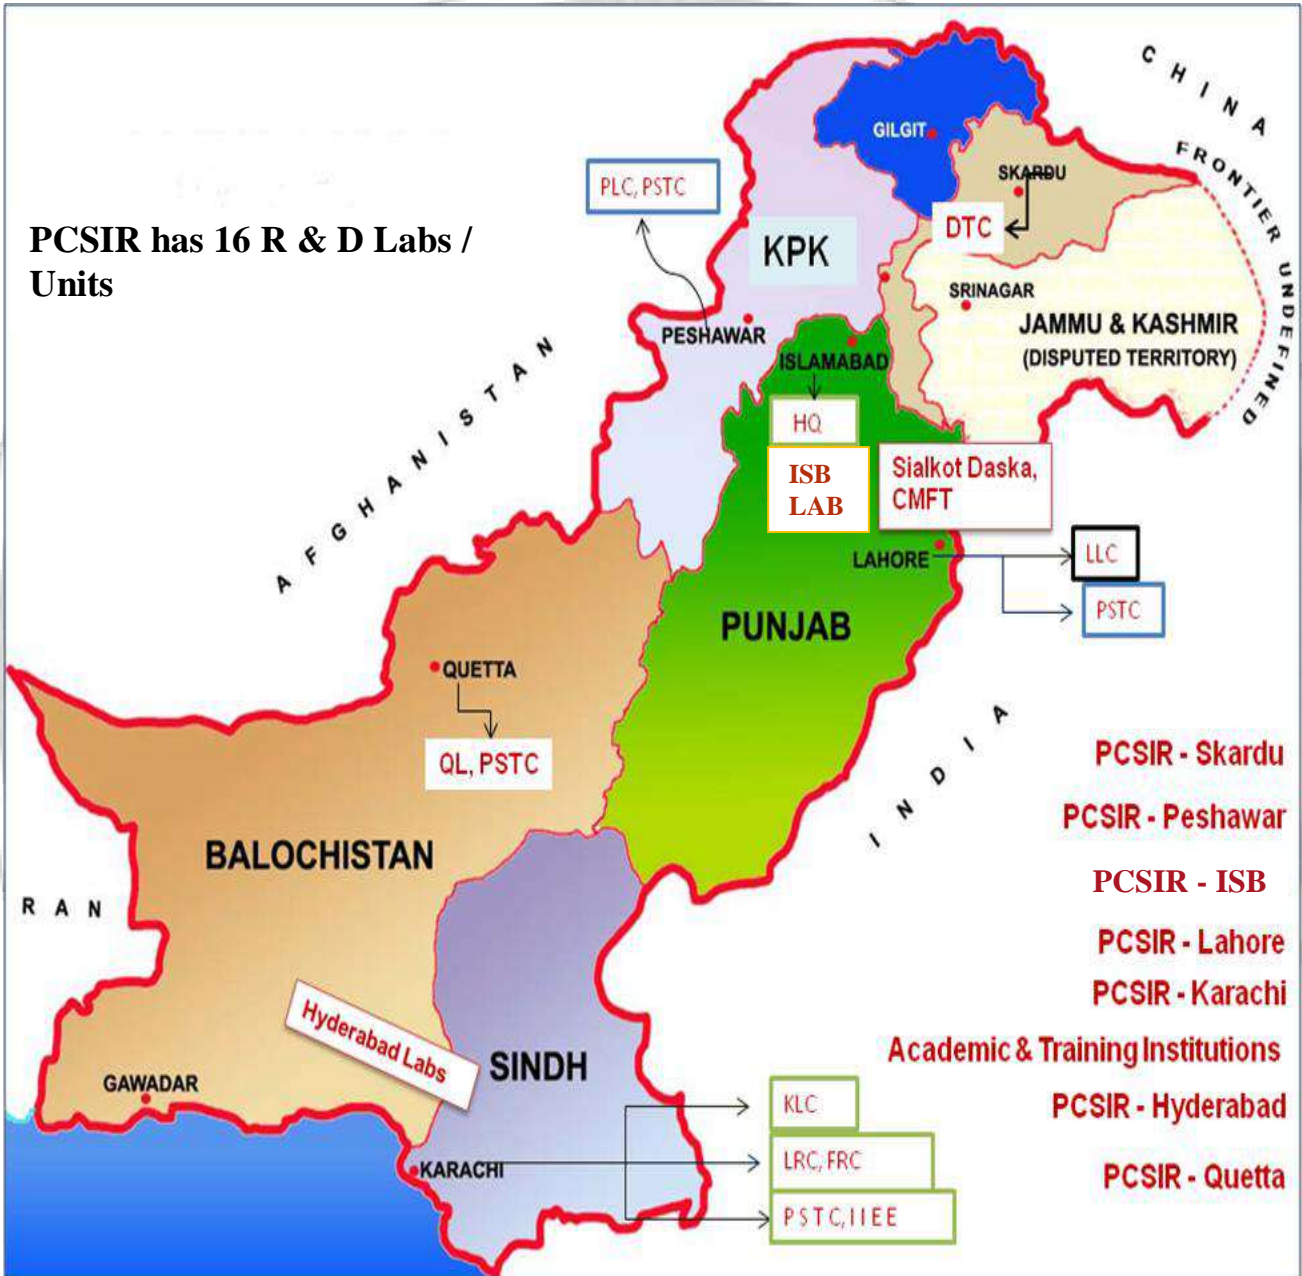 PCSIR has 16 R & D Labs /
Units
CHINA
FRONTIER UNDEFINED
GILGIT
SKARDU
PLC, PSTC
DTC
KPK
SRINAGAR
JAMMU & KASHMIR
(DISPUTED TERRITORY)
PESHAWAR
ISLAMABAD
AFGHANISTAN
HQ
ISB
LAB
Sialkot Daska,
CMFT
LAHORE
LLC
PSTC
PUNJAB
QUETTA
QL, PSTC
INDIA
BALOCHISTAN
RAN
Hyderabad Labs
SINDH
GAWADAR
KARACHI
KLC
LRC, FRC
PSTC, IIEE
PCSIR - Skardu
PCSIR - Peshawar
PCSIR - ISB
PCSIR - Lahore
PCSIR - Karachi
Academic & Training Institutions
PCSIR - Hyderabad
PCSIR - Quetta